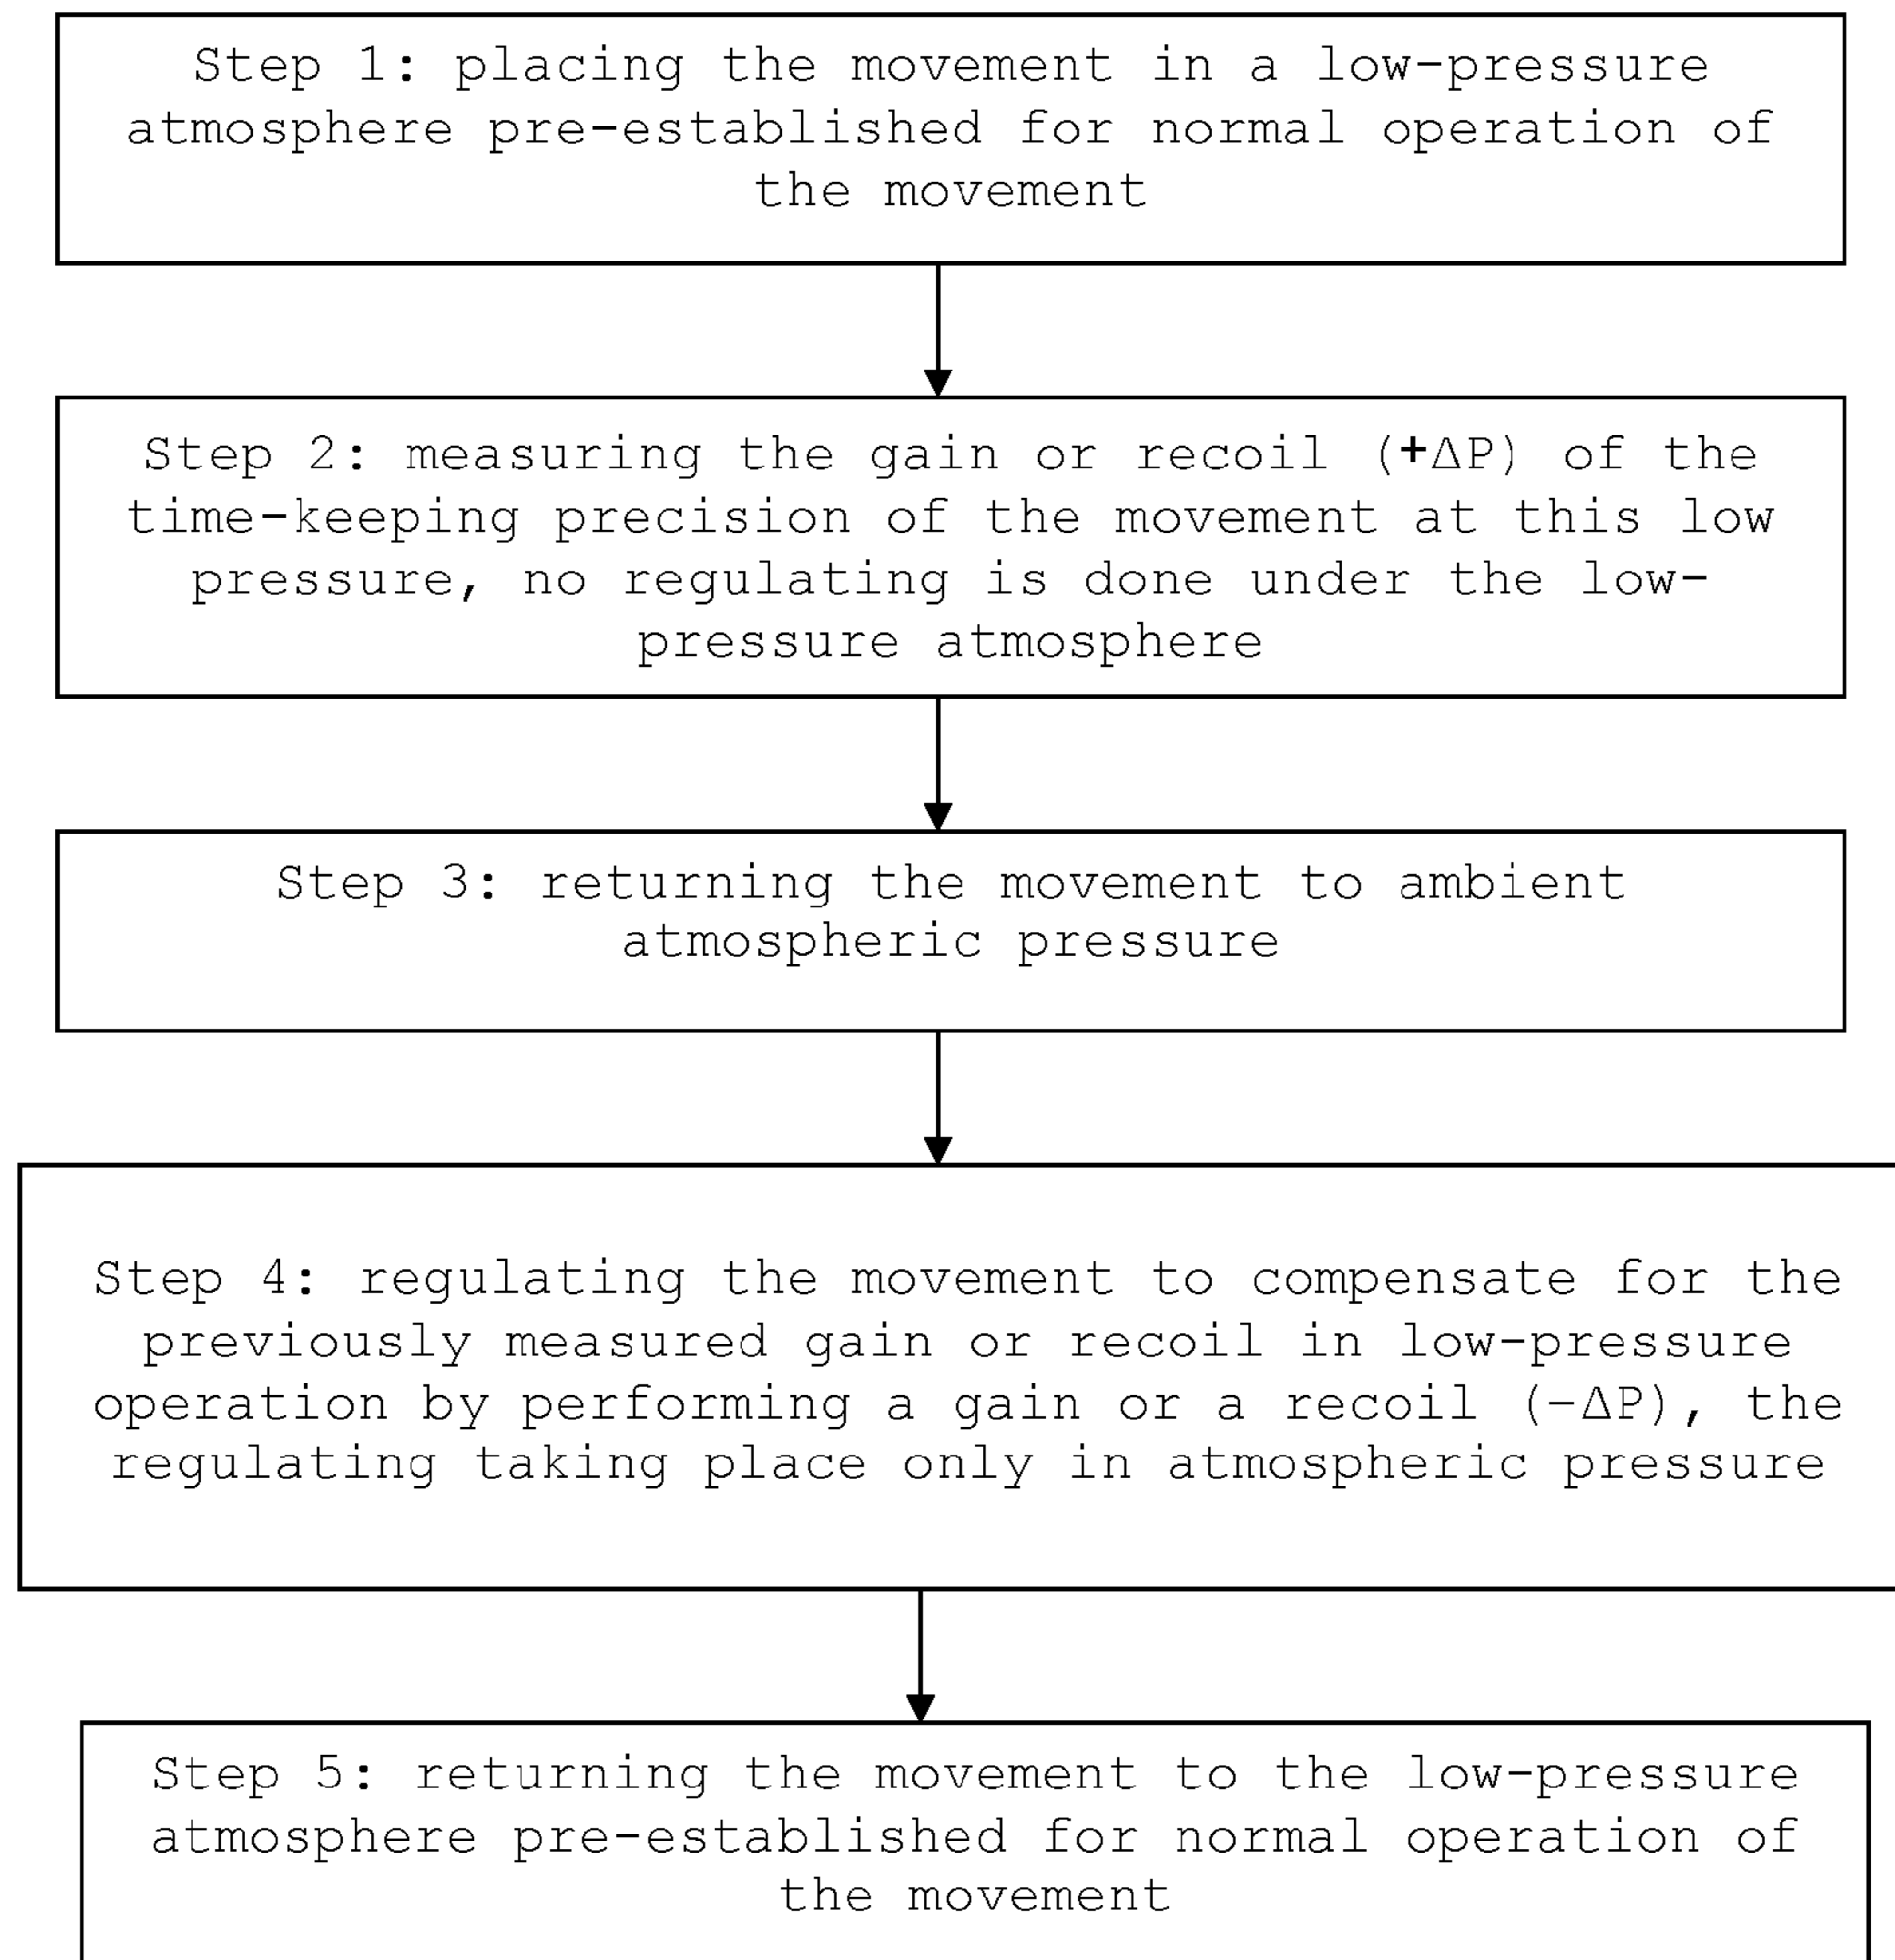 Step 1: placing the movement in a low-pressure
atmosphere pre-established for normal operation of
the movement
Step 2: measuring the gain or recoil (+ΔP) of the
time-keeping precision of the movement at this low
pressure, no regulating is done under the low-
pressure atmosphere
Step 3: returning the movement to ambient
atmospheric pressure
Step 4: regulating the movement to compensate for the
previously measured gain or recoil in low-pressure
operation by performing a gain or a recoil (-ΔP), the
regulating taking place only in atmospheric pressure
Step 5: returning the movement to the low-pressure
atmosphere pre-established for normal operation of
the movement